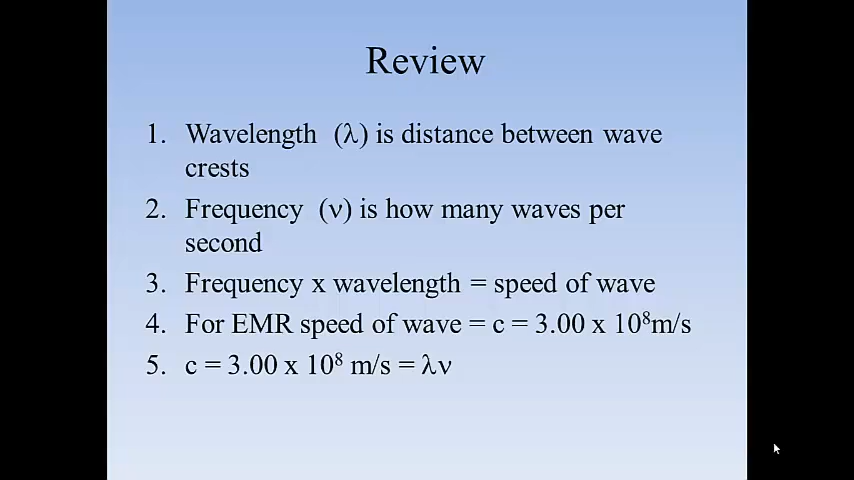 Review
1. Wavelength (λ) is distance between wave
crests
2. Frequency (ν) is how many waves per
second
3. Frequency x wavelength = speed of wave
4. For EMR speed of wave = c = 3.00 x 10⁸m/s
5. c = 3.00 x 10⁸ m/s = λν